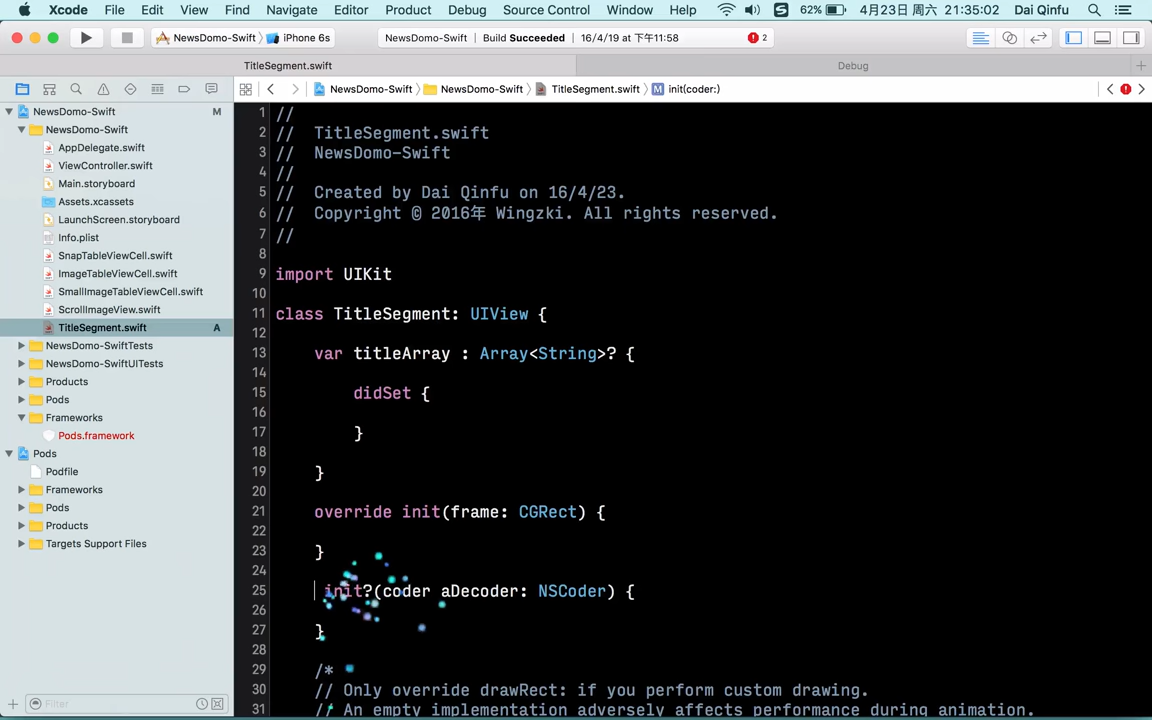 Xcode File Edit View Find Navigate Editor Product Debug Source Control Window Help 62% 4月23日 周六 21:35:02 Dai Qinfu
NewsDomo-Swift iPhone 6s NewsDomo-Swift Build Succeeded 16/4/19 at 下午11:58 2
TitleSegment.swift Debug
NewsDomo-Swift NewsDomo-Swift TitleSegment.swift M init(coder:)
NewsDomo-Swift M
NewsDomo-Swift
AppDelegate.swift
ViewController.swift
Main.storyboard
Assets.xcassets
LaunchScreen.storyboard
Info.plist
SnapTableViewCell.swift
ImageTableViewCell.swift
SmallImageTableViewCell.swift
ScrollImageView.swift
TitleSegment.swift A
NewsDomo-SwiftTests
NewsDomo-SwiftUITests
Products
Pods
Frameworks
Pods.framework
Pods
Podfile
Frameworks
Pods
Products
Targets Support Files
Filter
1 //
2 // TitleSegment.swift
3 // NewsDomo-Swift
4 //
5 // Created by Dai Qinfu on 16/4/23.
6 // Copyright © 2016年 Wingzki. All rights reserved.
7 //
8
9 import UIKit
10
11 class TitleSegment: UIView {
12
13 var titleArray : Array<String>? {
14
15 didSet {
16
17 }
18
19 }
20
21 override init(frame: CGRect) {
22
23 }
24
25 init?(coder aDecoder: NSCoder) {
26
27 }
28
29 /*
30 // Only override drawRect: if you perform custom drawing.
31 // An empty implementation adversely affects performance during animation.